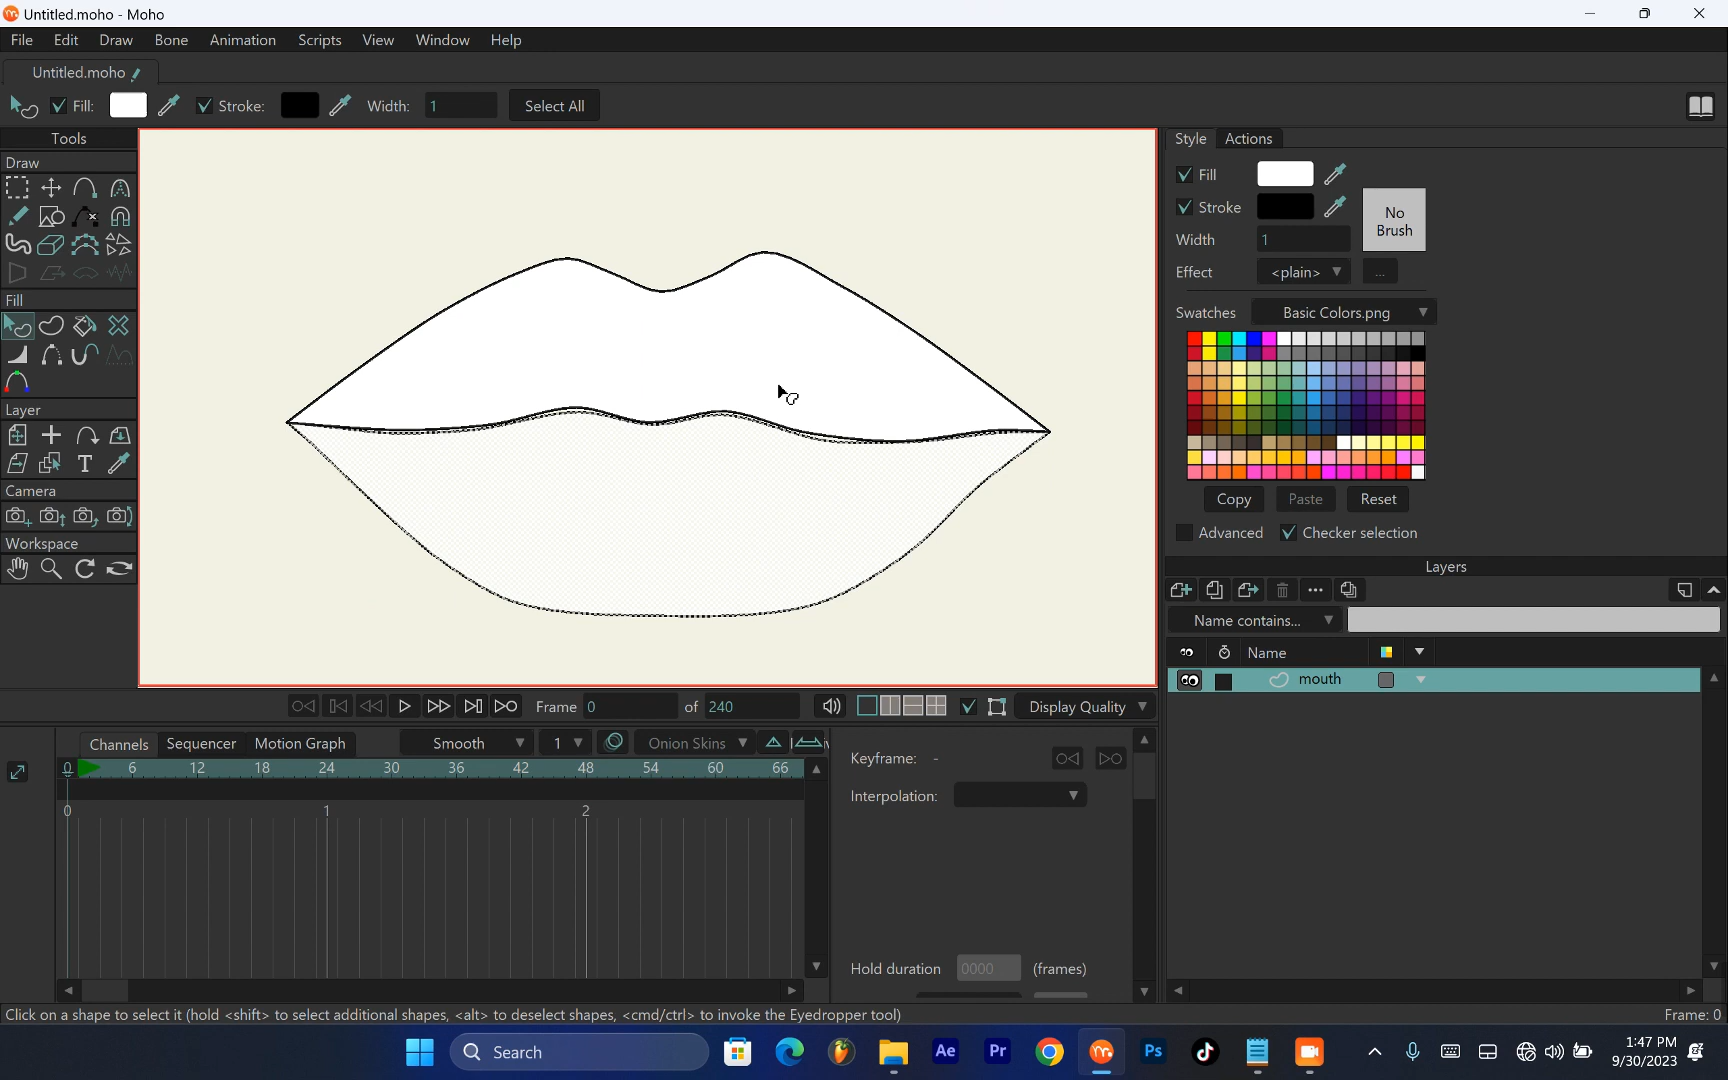 Untitled.moho - Moho
File Edit Draw Bone Animation Scripts View Window Help
Untitled.moho
Fill: Stroke: Width: 1 Select All
Tools
Draw
Fill
Layer
T
Camera
Workspace
Style Actions
Fill
Stroke
No
Brush
Width 1
Effect <plain> ...
Swatches Basic Colors.png
Copy Paste Reset
Advanced Checker selection
Layers
Name contains...
Name
mouth
Frame 0 of 240 Display Quality
Channels Sequencer Motion Graph Smooth 1 Onion Skins
0 6 12 18 24 30 36 42 48 54 60 66
0 1 2
Keyframe: -
Interpolation:
Hold duration 0000 (frames)
Click on a shape to select it (hold <shift> to select additional shapes, <alt> to deselect shapes, <cmd/ctrl> to invoke the Eyedropper tool) Frame: 0
Search Ae Pr Ps 1:47 PM
9/30/2023